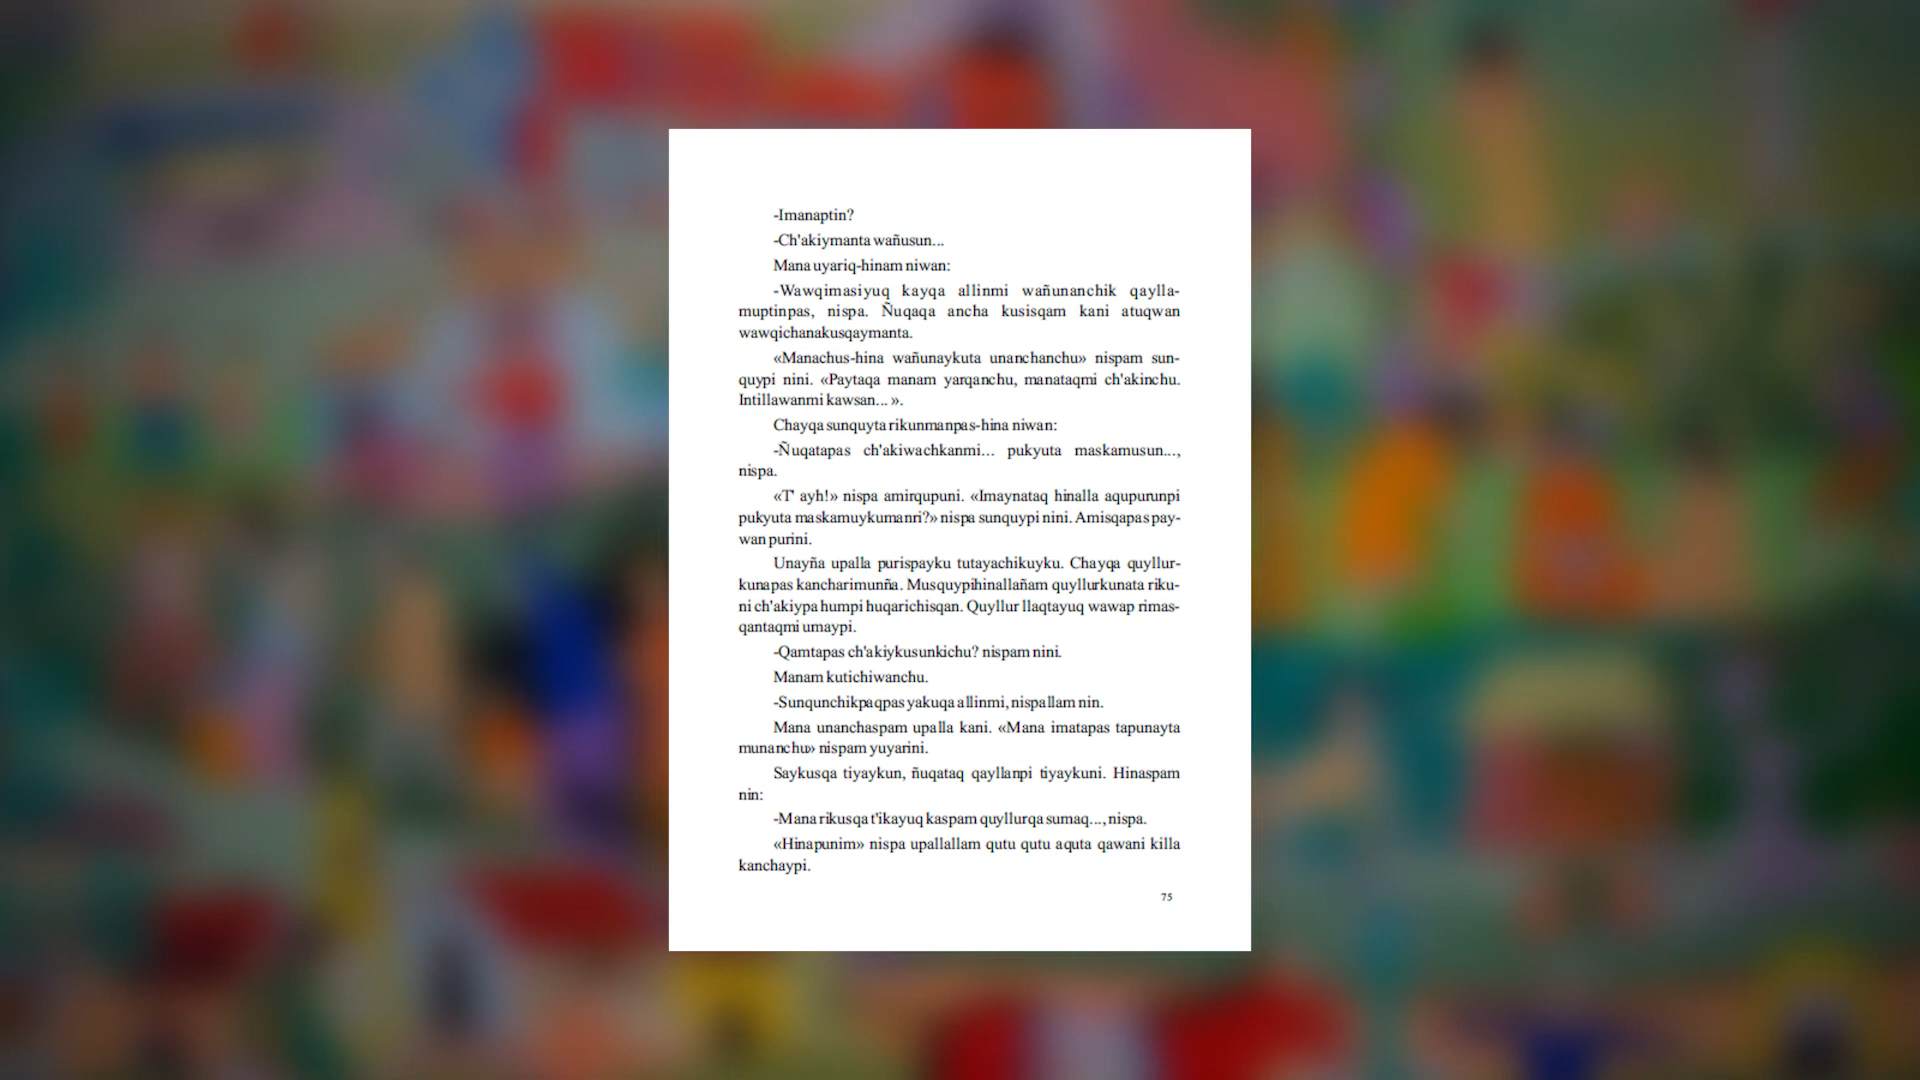 -Imanaptin?
-Ch'akiymanta wañusun...
Mana uyariq-hinam niwan:
-Wawqimasiyuq kayqa allinmi wañunanchik qaylla-
muptinpas, nispa. Ñuqaqa ancha kusisqam kani atuqwan
wawqichanakusqaymanta.
«Manachus-hina wañunaykuta unanchanchu» nispam sun-
quypi nini. «Paytaqa manam yarqanchu, manataqmi ch'akinchu.
Intillawanmi kawsan... ».
Chayqa sunquyta rikunmanpas-hina niwan:
-Ñuqatapas ch'akiwachkanmi... pukyuta maskamusun...,
nispa.
«T' ayh!» nispa amirqupuni. «Imaynataq hinalla aqupurunpi
pukyuta maskamuykumanri?» nispa sunquypi nini. Amisqapas pay-
wan purini.
Unayña upalla purispayku tutayachikuyku. Chayqa quyllur-
kunapas kancharimunña. Musquypihinallañam quyllurkunata riku-
ni ch'akiypa humpi huqarichisqan. Quyllur llaqtayuq wawap rimas-
qantaqmi umaypi.
-Qamtapas ch'akiykusunkichu? nispam nini.
Manam kutichiwanchu.
-Sunqunchikpaqpas yakuqa allinmi, nispallam nin.
Mana unanchaspam upalla kani. «Mana imatapas tapunayta
munanchu» nispam yuyarini.
Saykusqa tiyaykun, ñuqataq qayllanpi tiyaykuni. Hinaspam
nin:
-Mana rikusqa t'ikayuq kaspam quyllurqa sumaq..., nispa.
«Hinapunim» nispa upallallam qutu qutu aquta qawani killa
kanchaypi.
75